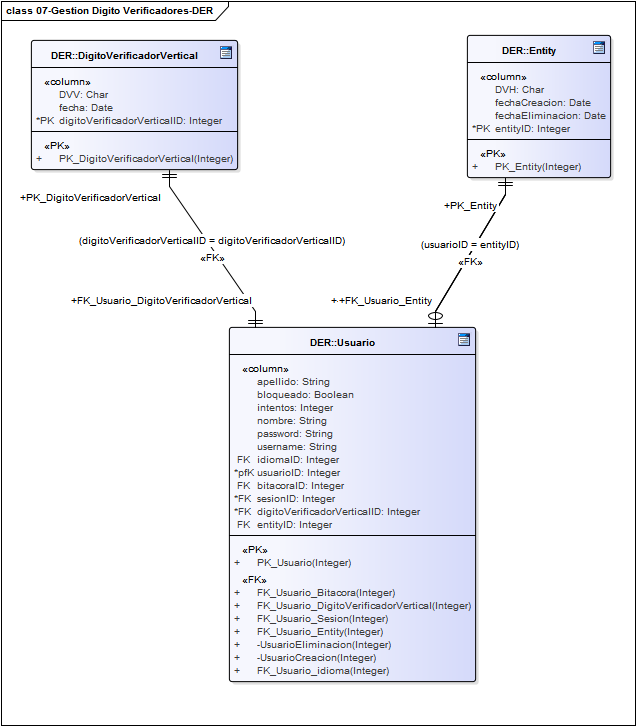 class 07-Gestion Digito Verificadores-DER
DER::DigitoVerificadorVertical
«column»
DVV: Char
fecha: Date
*PK digitoVerificadorVerticalID: Integer
«PK»
+ PK_DigitoVerificadorVertical(Integer)
DER::Entity
«column»
DVH: Char
fechaCreacion: Date
fechaEliminacion: Date
*PK entityID: Integer
«PK»
+ PK_Entity(Integer)
+PK_DigitoVerificadorVertical
(digitoVerificadorVerticalID = digitoVerificadorVerticalID)
«FK»
+FK_Usuario_DigitoVerificadorVertical
+PK_Entity
(usuarioID = entityID)
«FK»
+ +FK_Usuario_Entity
DER::Usuario
«column»
apellido: String
bloqueado: Boolean
intentos: Integer
nombre: String
password: String
username: String
FK idiomaID: Integer
*pfK usuarioID: Integer
FK bitacoraID: Integer
*FK sesionID: Integer
*FK digitoVerificadorVerticalID: Integer
FK entityID: Integer
«PK»
+ PK_Usuario(Integer)
«FK»
+ FK_Usuario_Bitacora(Integer)
+ FK_Usuario_DigitoVerificadorVertical(Integer)
+ FK_Usuario_Sesion(Integer)
+ FK_Usuario_Entity(Integer)
+ -UsuarioEliminacion(Integer)
+ -UsuarioCreacion(Integer)
+ FK_Usuario_idioma(Integer)